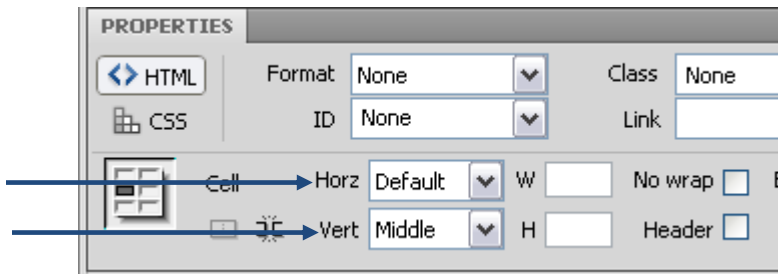 PROPERTIES
HTML Format None Class None
CSS ID None Link
Cell Horz Default W No wrap
Vert Middle H Header